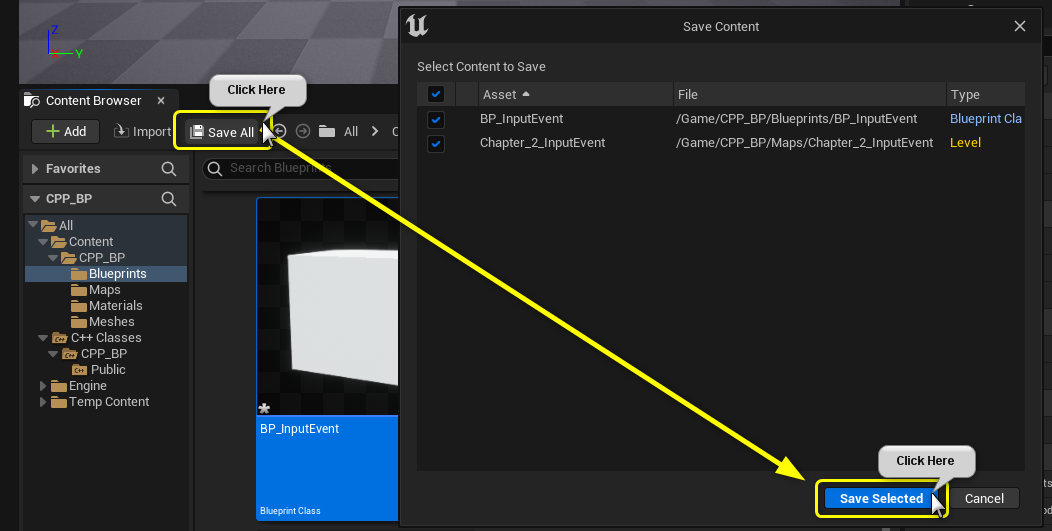 Z
X
Y
Content Browser
Click Here
Add
Import
Save All
All
Favorites
Search Blueprints
CPP_BP
All
Content
CPP_BP
Blueprints
Maps
Materials
Meshes
C++ Classes
CPP_BP
Public
Engine
Temp Content
BP_InputEvent
Blueprint Class
Save Content
Select Content to Save
Asset File Type
BP_InputEvent /Game/CPP_BP/Blueprints/BP_InputEvent Blueprint Cla
Chapter_2_InputEvent /Game/CPP_BP/Maps/Chapter_2_InputEvent Level
Click Here
Save Selected Cancel